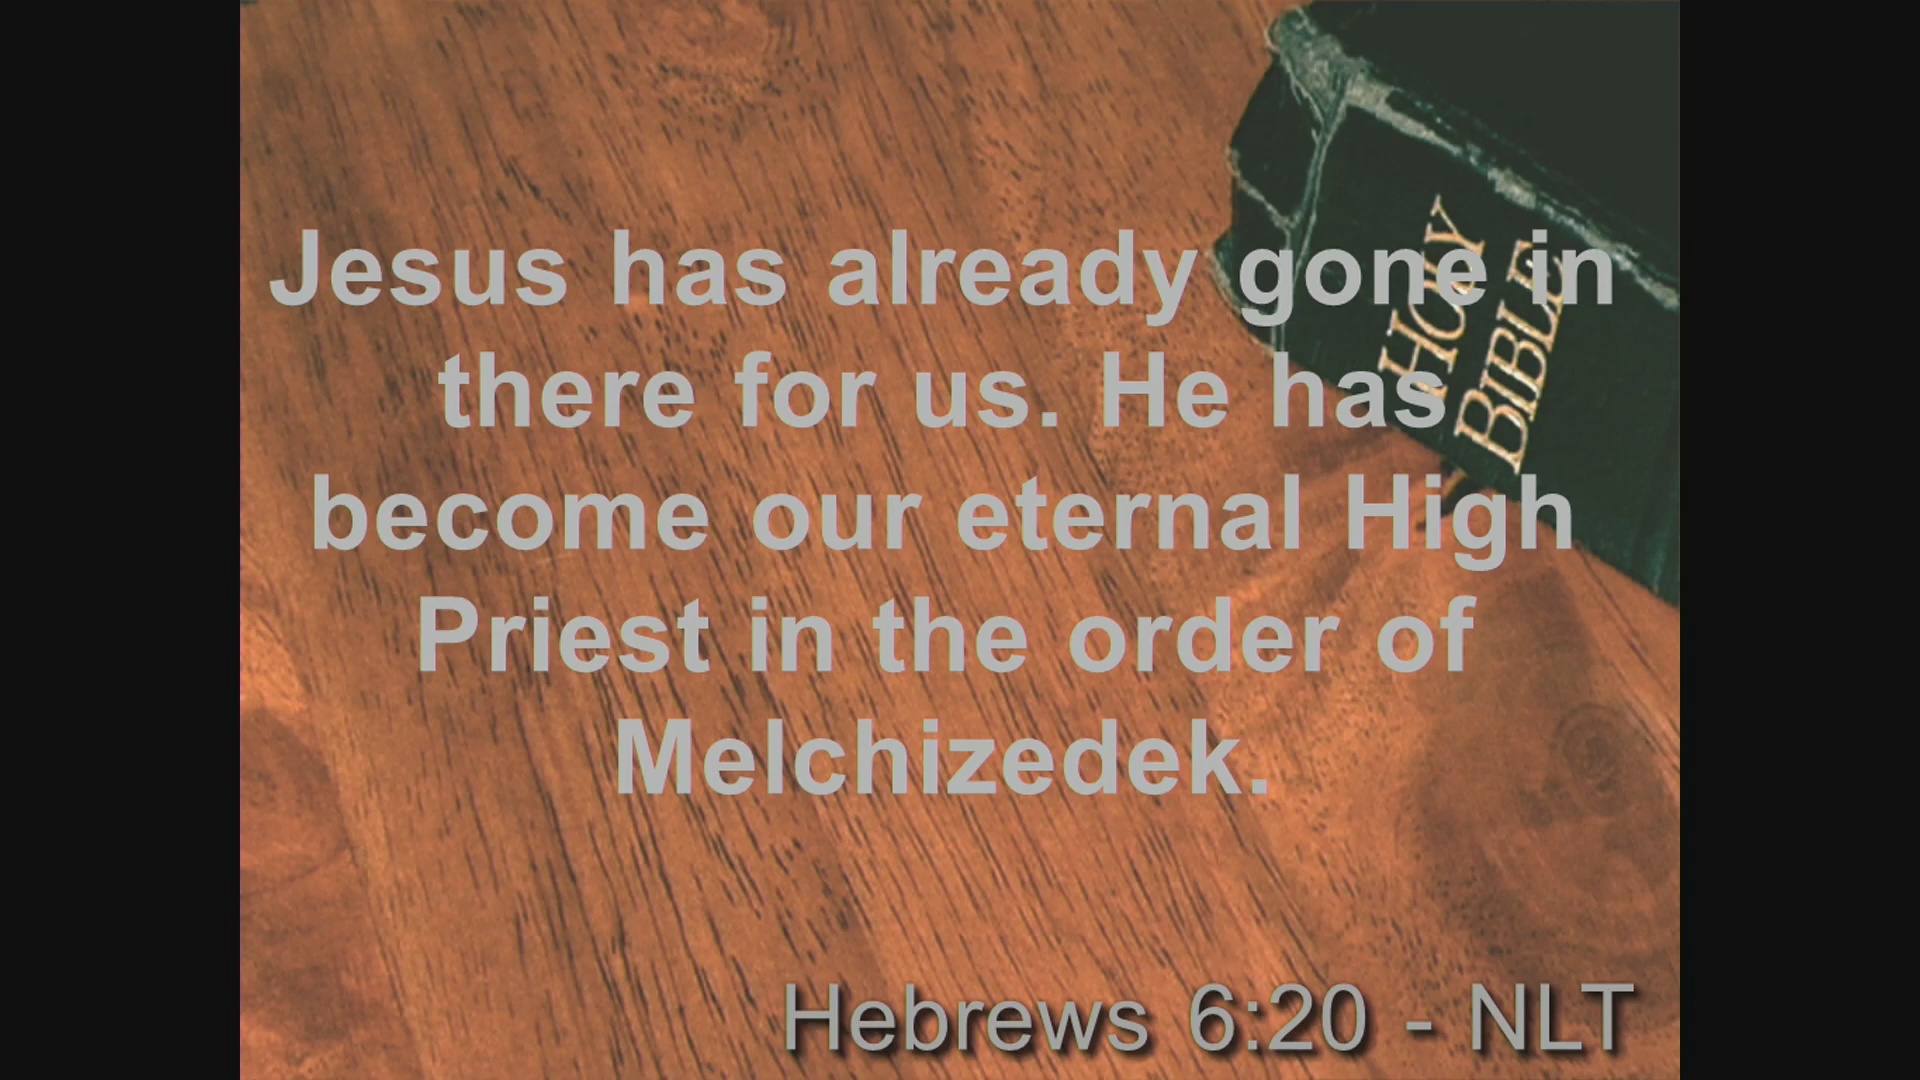 Jesus has already gone in
there for us. He has
become our eternal High
Priest in the order of
Melchizedek.
HOLY
BIBLE
Hebrews 6:20 - NLT